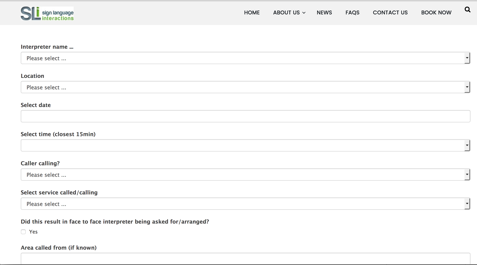 SLi sign language interactions
HOME ABOUT US NEWS FAQS CONTACT US BOOK NOW
Interpreter name ...
Please select ...
Location
Please select ...
Select date
Select time (closest 15min)
Caller calling?
Please select ...
Select service called/calling
Please select ...
Did this result in face to face interpreter being asked for/arranged?
Yes
Area called from (if known)